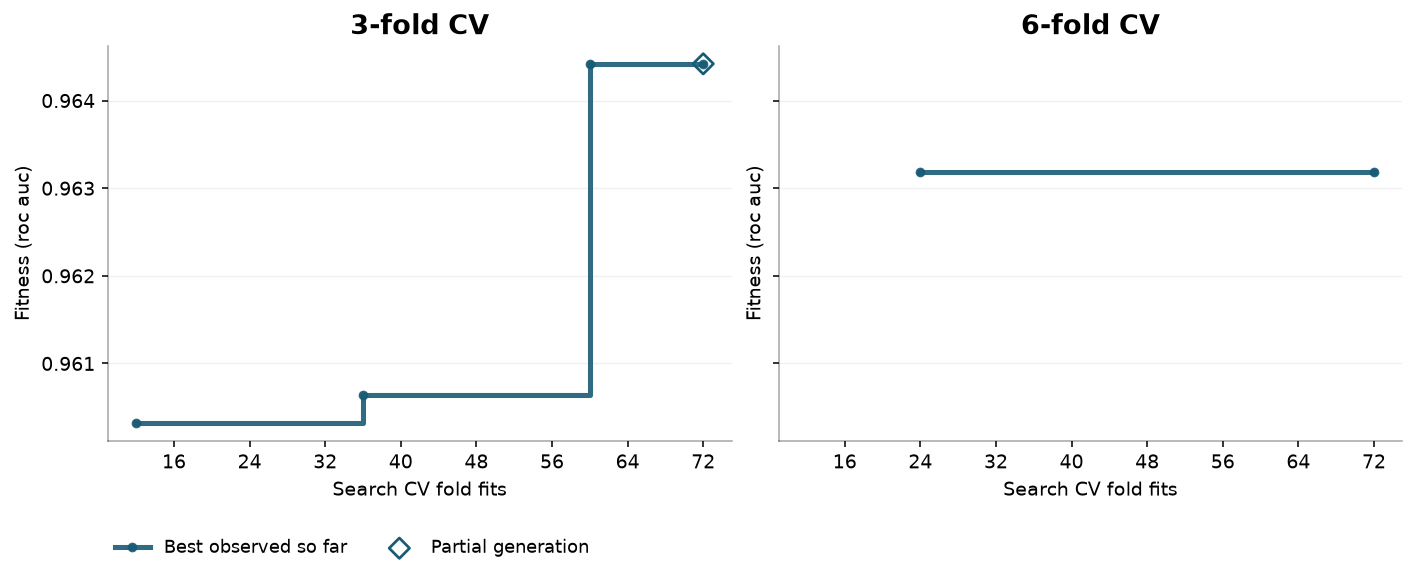 3-fold CV
Fitness (roc auc)
0.964
0.963
0.962
0.961
16 24 32 40 48 56 64 72
Search CV fold fits
6-fold CV
Fitness (roc auc)
16 24 32 40 48 56 64 72
Search CV fold fits
Best observed so far
Partial generation